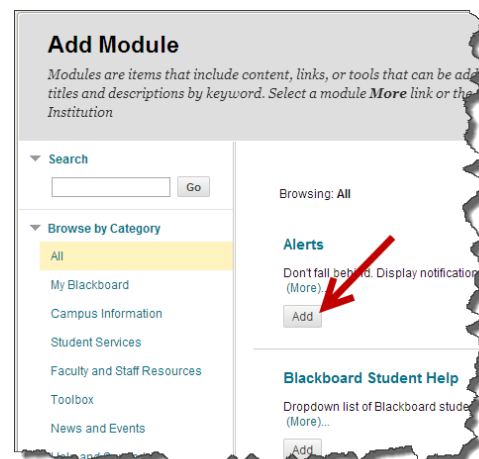 Add Module
Modules are items that include content, links, or tools that can be
titles and descriptions by keyword. Select a module More link or the
Institution
Search
Go
Browse by Category
All
My Blackboard
Campus Information
Student Services
Faculty and Staff Resources
Toolbox
News and Events
Browsing: All
Alerts
Don't fall behind. Display
(More)...
Add
Blackboard Student Help
Dropdown list of Blackboard
(More)...
Add